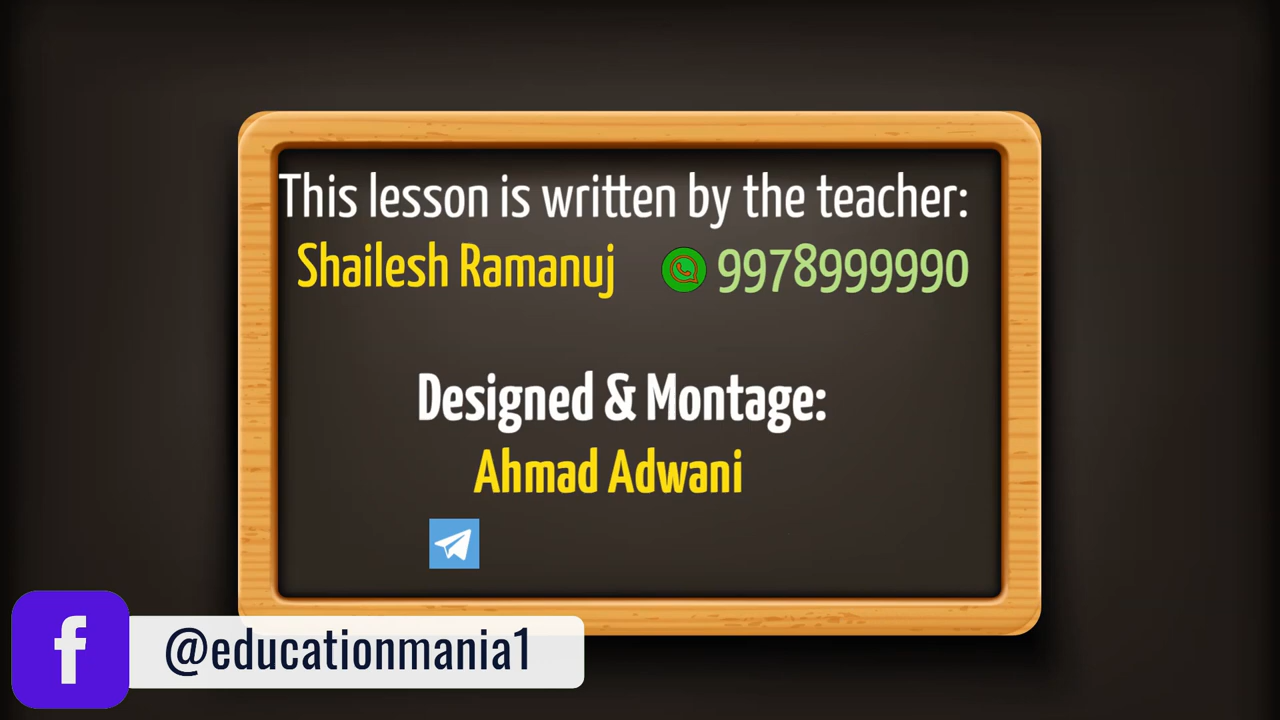 This lesson is written by the teacher:
Shailesh Ramanuj 9978999990
Designed & Montage:
Ahmad Adwani
@educationmania1